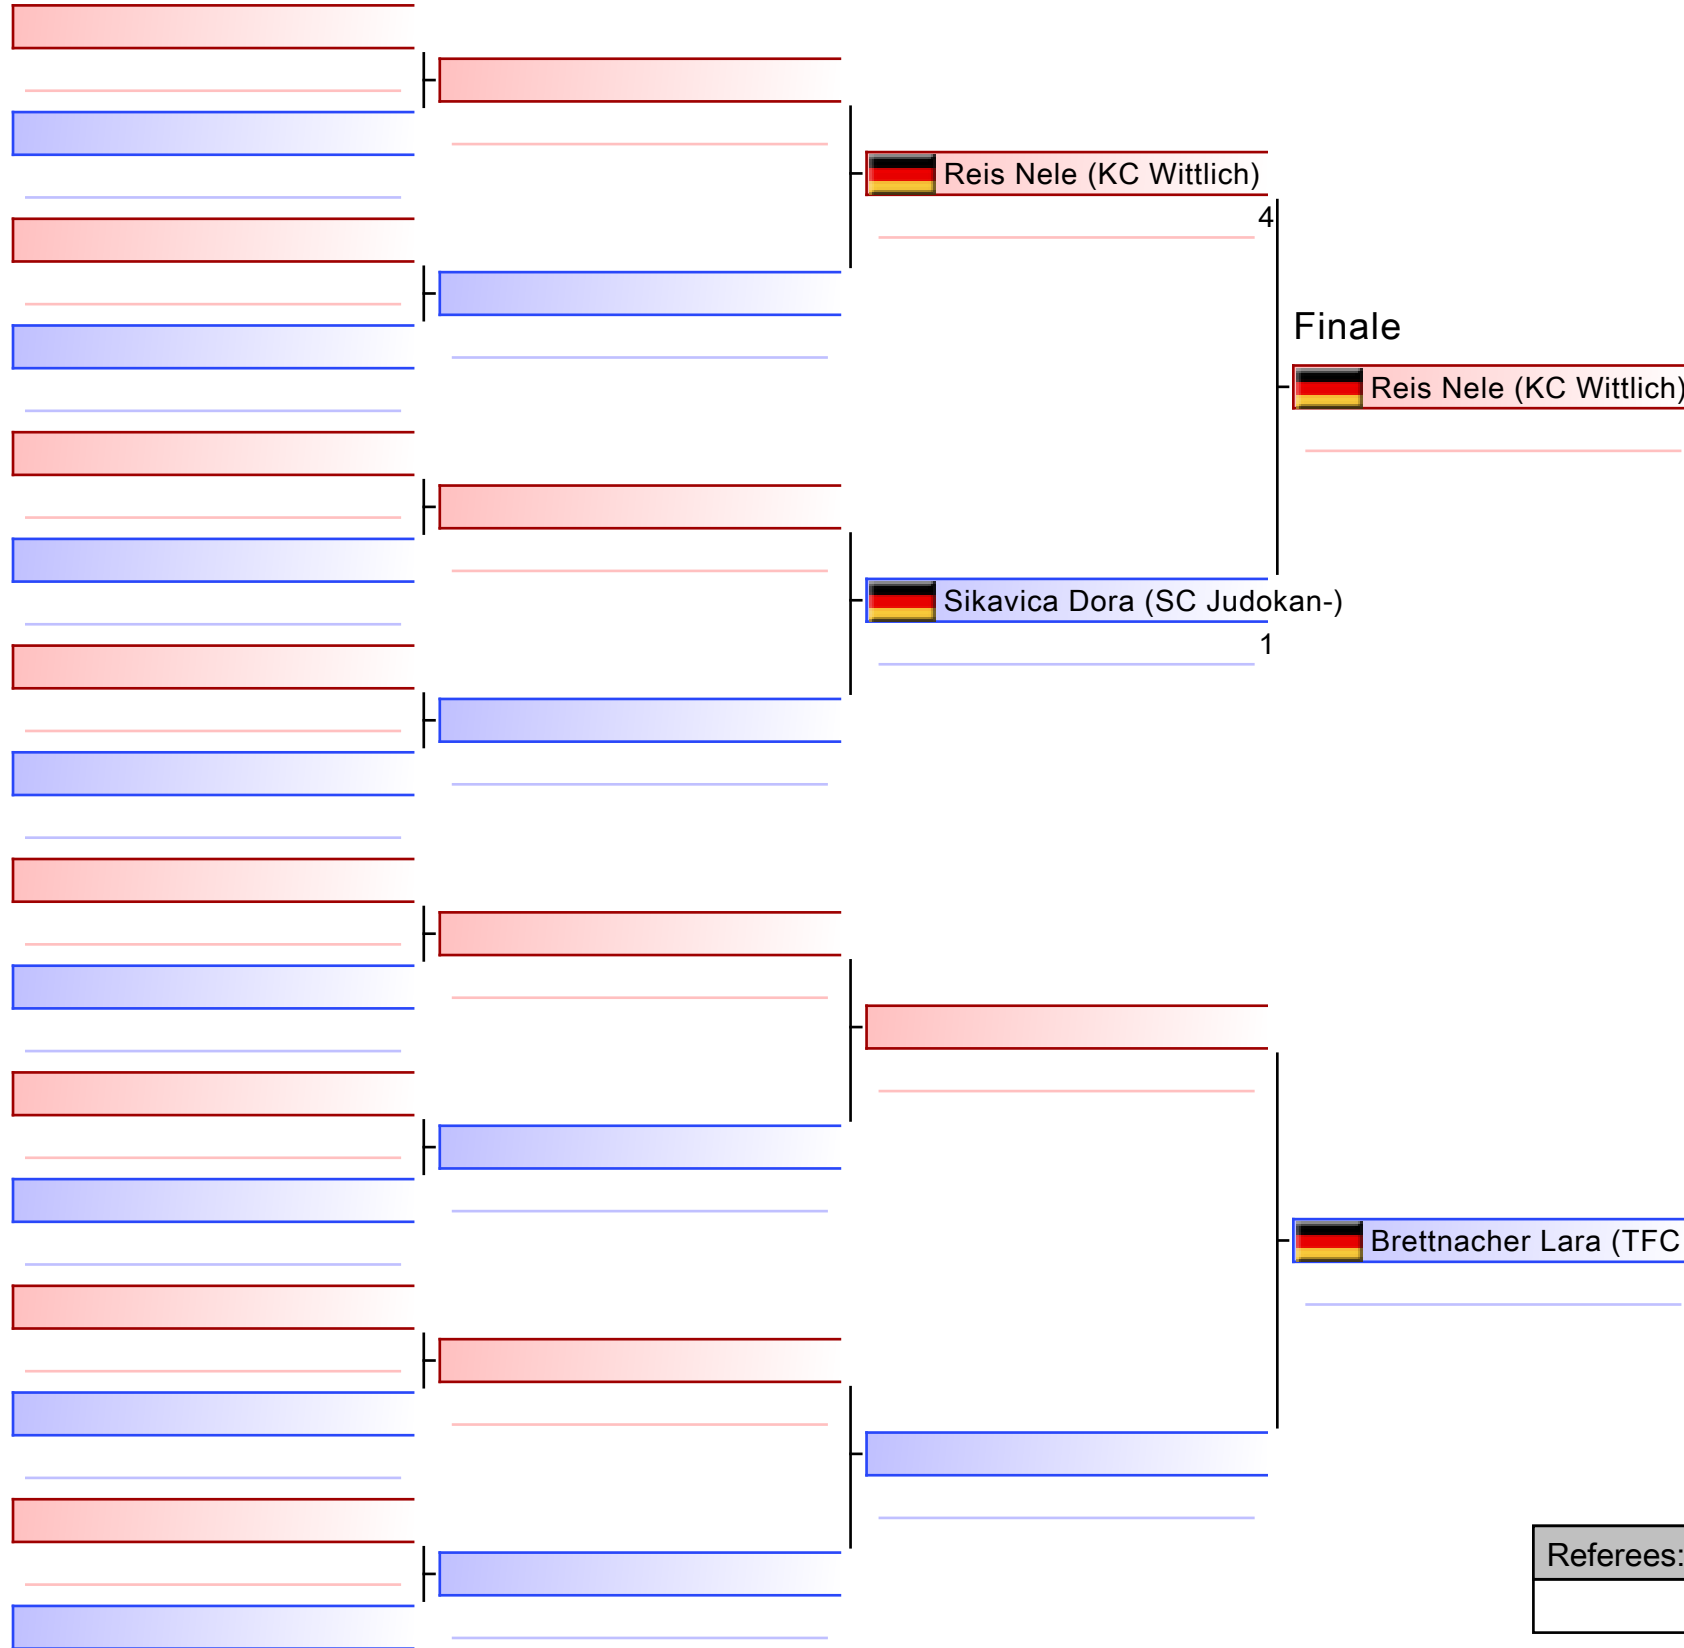 Reis Nele (KC Wittlich)
4
Finale
Reis Nele (KC Wittlich)
Sikavica Dora (SC Judokan-)
1
Brettnacher Lara (TFC
Referees: